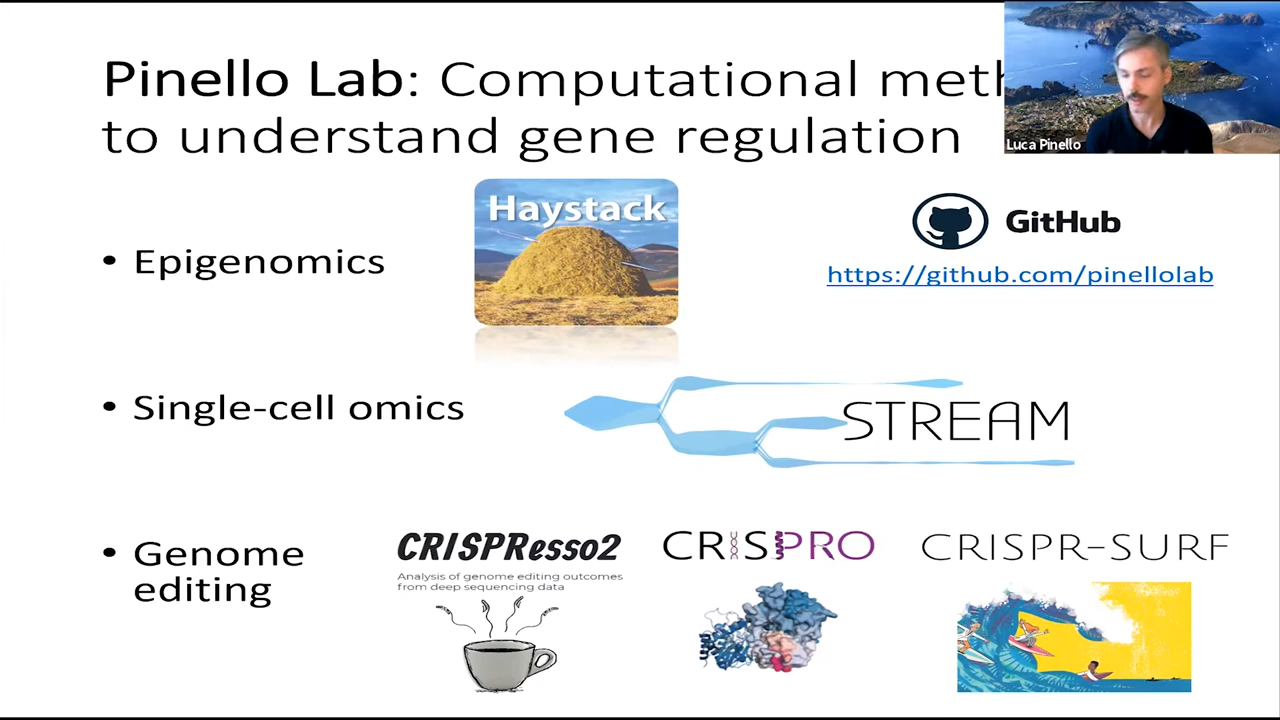 Pinello Lab: Computational meth
to understand gene regulation
Luca Pinello
Haystack
GitHub
https://github.com/pinellolab
• Epigenomics
• Single-cell omics
STREAM
• Genome
editing
CRISPResso2
Analysis of genome editing outcomes
from deep sequencing data
CRISPRO
CRISPR-SURF